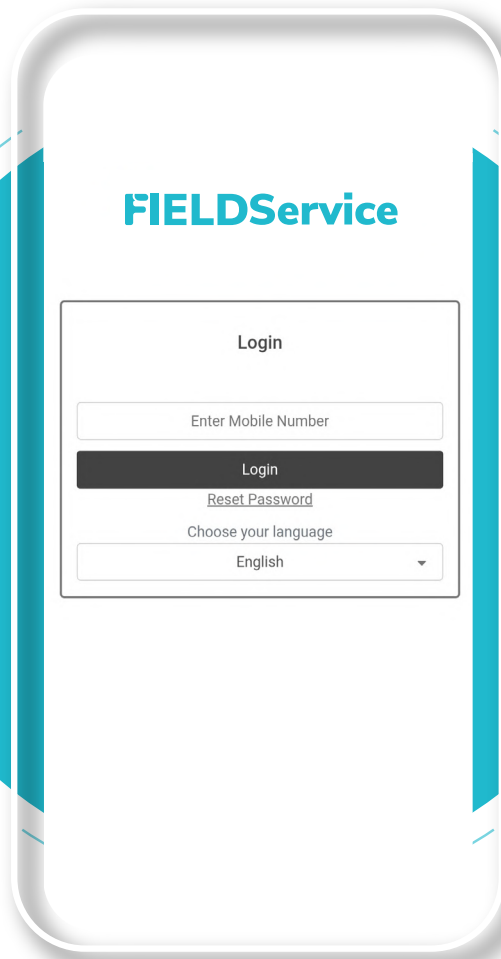 FIELDService
Login
Enter Mobile Number
Login
Reset Password
Choose your language
English